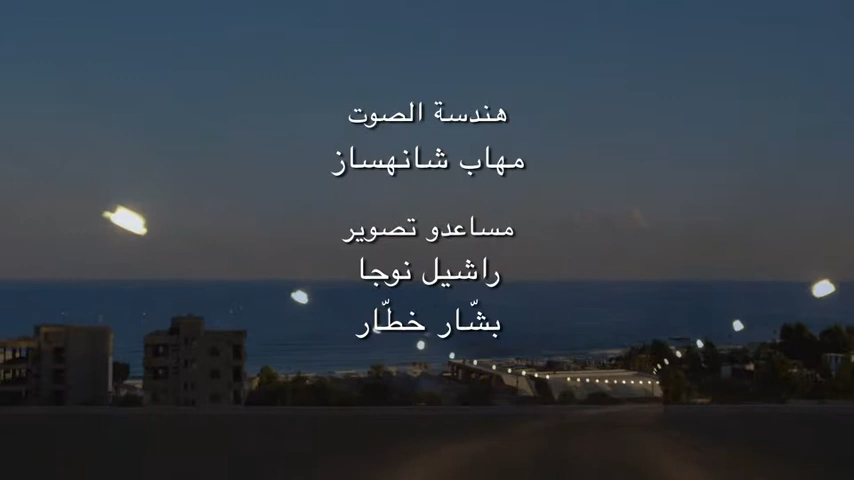 هندسة الصوت
مهاب شانهساز
مساعدو تصوير
راشيل نوجا
بشّار خطّار